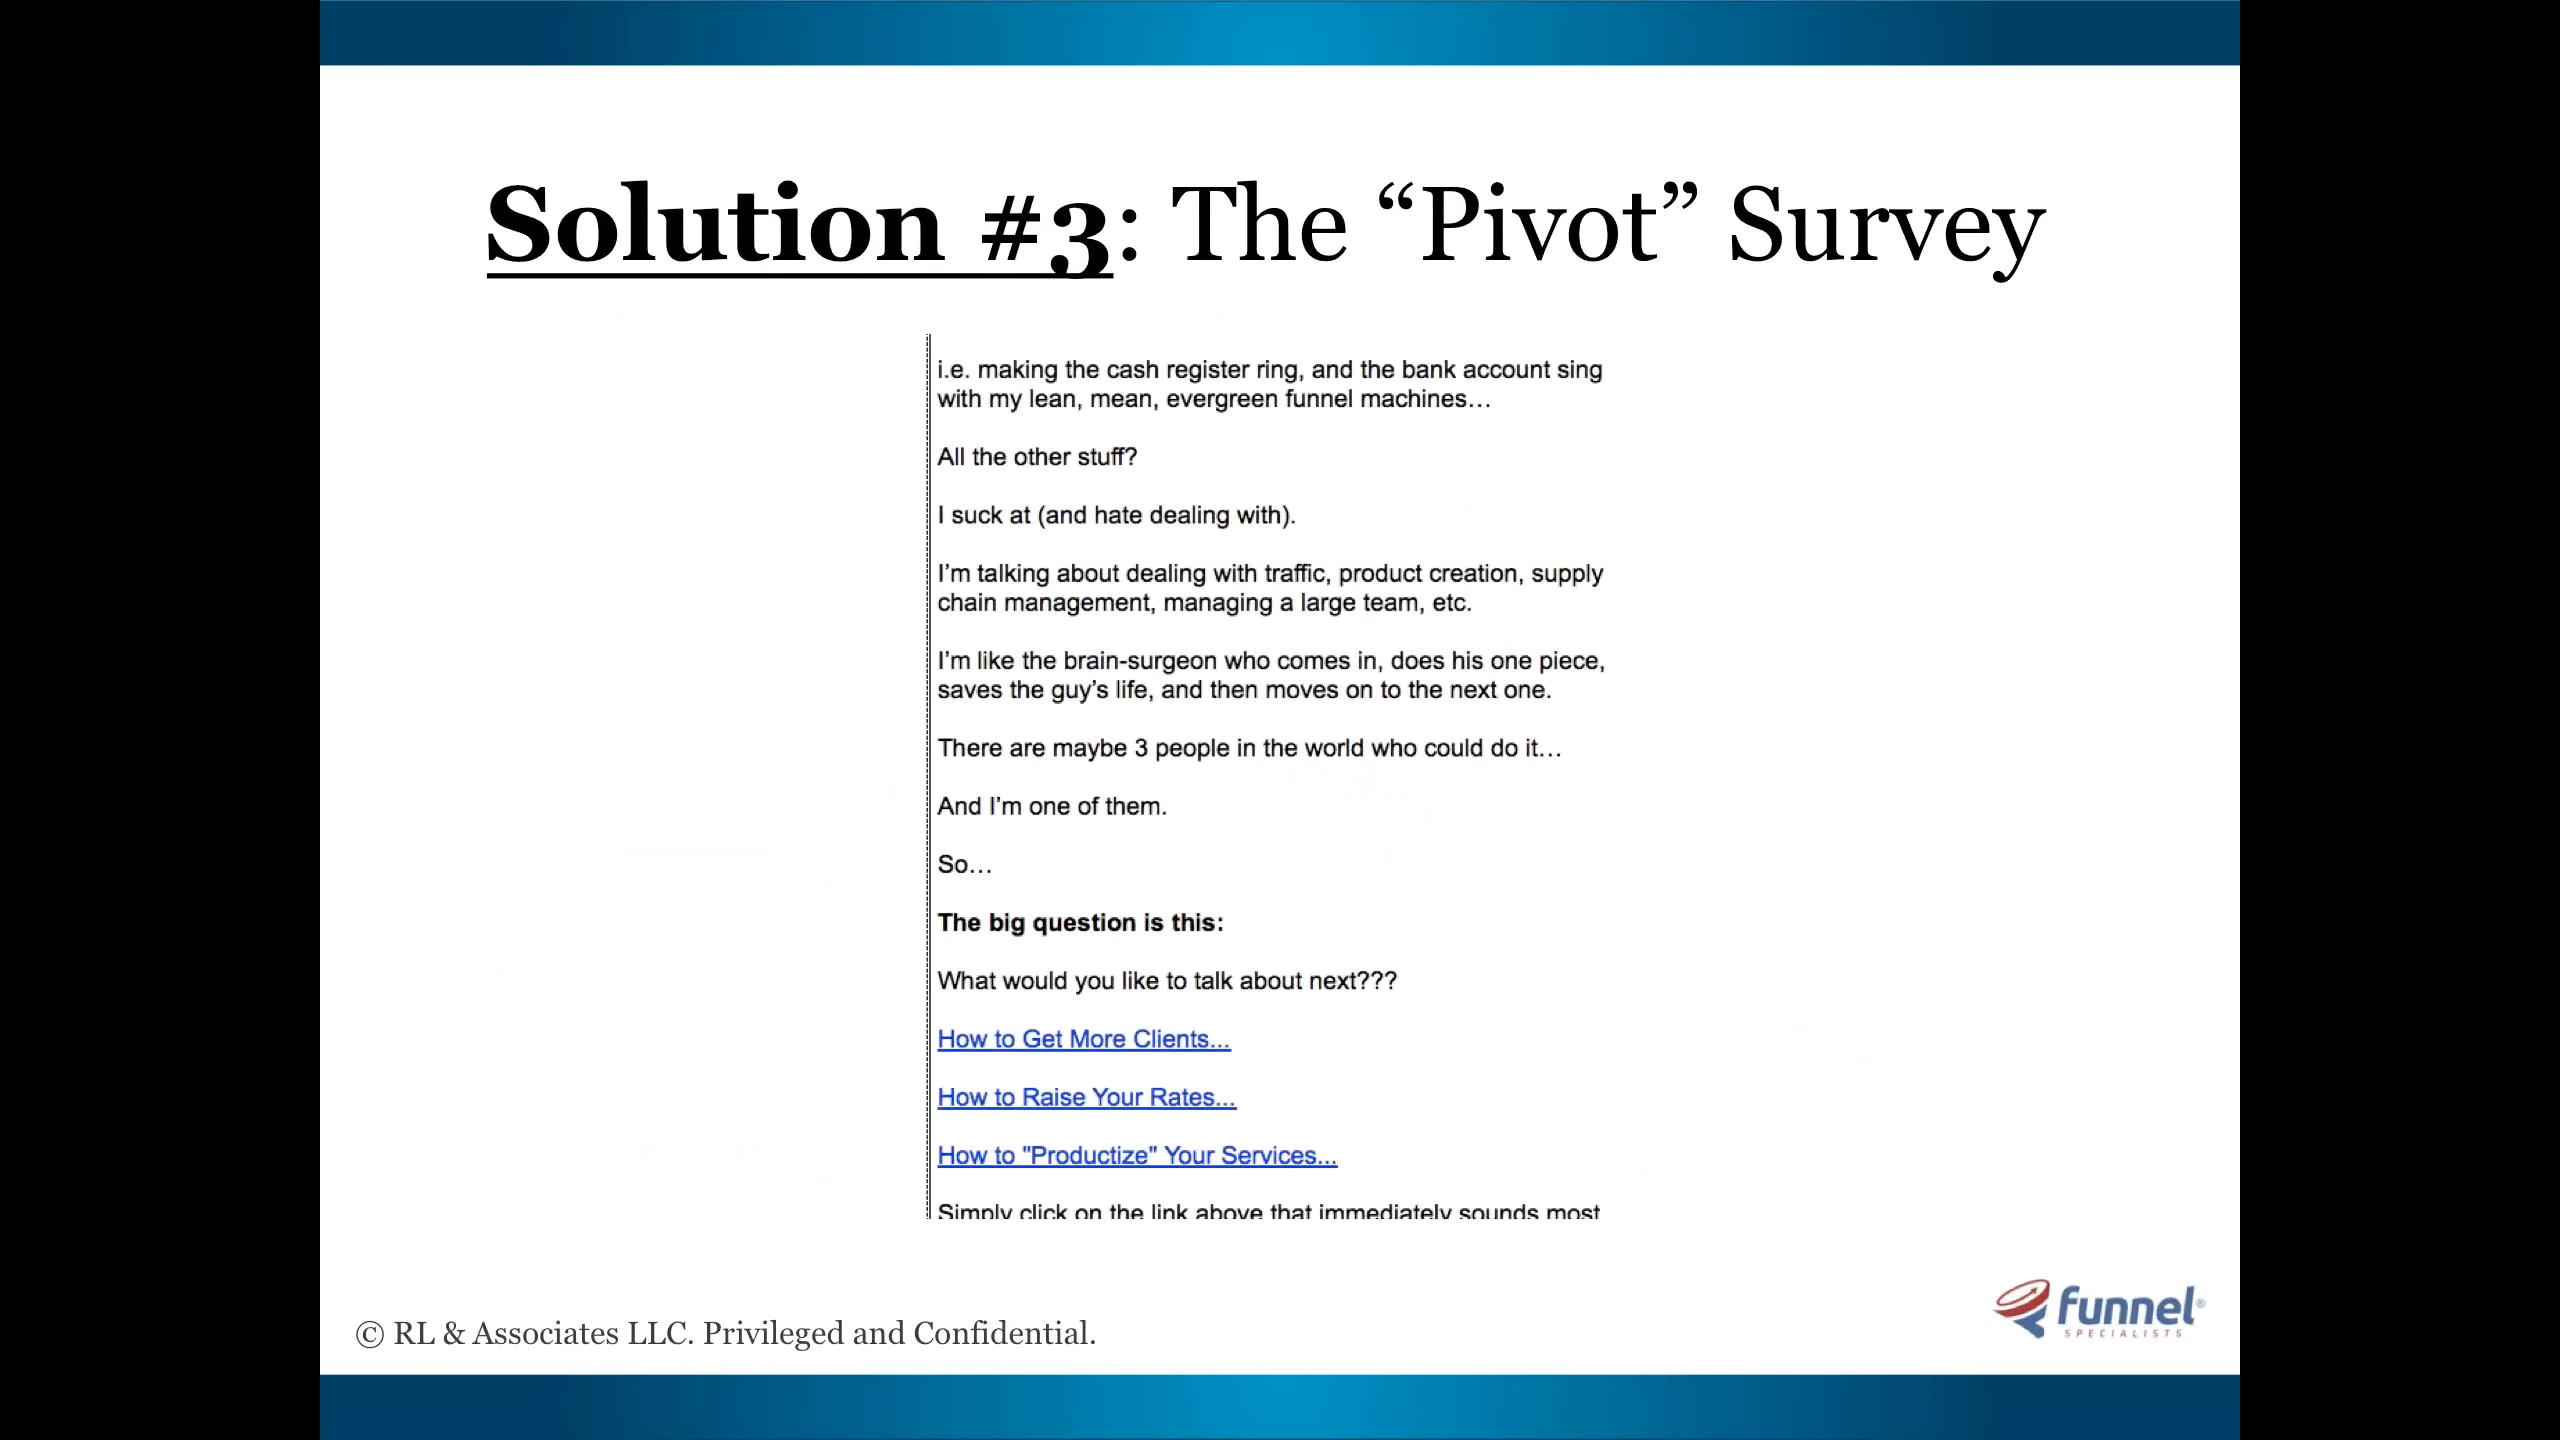 Solution #3: The “Pivot” Survey
i.e. making the cash register ring, and the bank account sing
with my lean, mean, evergreen funnel machines…
All the other stuff?
I suck at (and hate dealing with).
I’m talking about dealing with traffic, product creation, supply
chain management, managing a large team, etc.
I’m like the brain-surgeon who comes in, does his one piece,
saves the guy’s life, and then moves on to the next one.
There are maybe 3 people in the world who could do it…
And I’m one of them.
So…
The big question is this:
What would you like to talk about next???
How to Get More Clients...
How to Raise Your Rates...
How to "Productize" Your Services...
Simply click on the link above that immediately sounds most
© RL & Associates LLC. Privileged and Confidential.
funnel®
SPECIALISTS